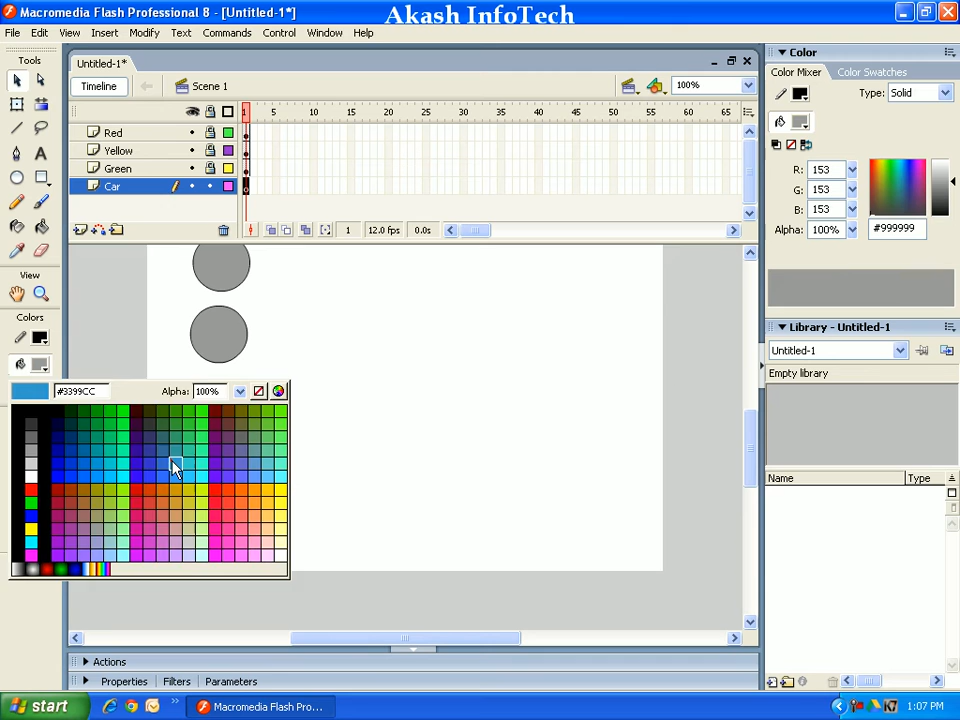 Macromedia Flash Professional 8 - [Untitled-1*]
Akash InfoTech
File Edit View Insert Modify Text Commands Control Window Help
Tools
View
Colors
Untitled-1*
Timeline
Scene 1
100%
1 5 10 15 20 25 30 35 40 45 50 55 60 65
Red
Yellow
Green
Car
1 12.0 fps 0.0s
#3399CC Alpha: 100%
Actions
Properties Filters Parameters
Color
Color Mixer Color Swatches
Type: Solid
R: 153
G: 153
B: 153
Alpha: 100% #999999
Library - Untitled-1
Untitled-1
Empty library
Name Type
start
Macromedia Flash Pro...
1:07 PM